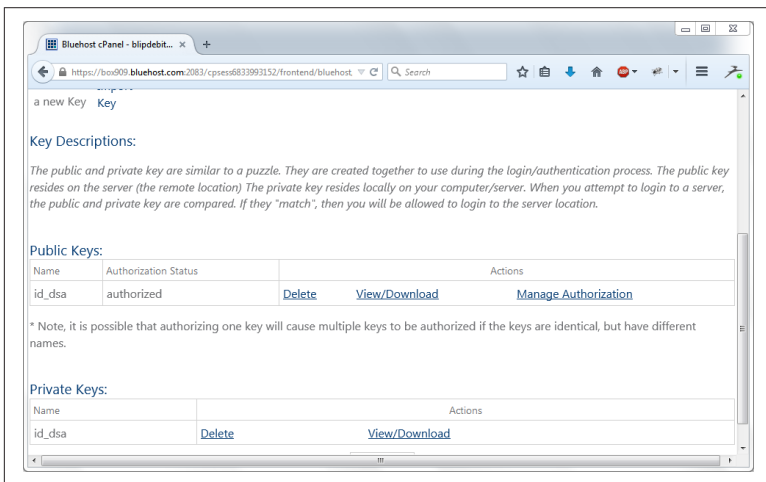 Bluehost cPanel - blipdebit... × +
https://box909.bluehost.com:2083/cpsess6833993152/frontend/bluehost Search
a new Key Key
Key Descriptions:
The public and private key are similar to a puzzle. They are created together to use during the login/authentication process. The public key
resides on the server (the remote location) The private key resides locally on your computer/server. When you attempt to login to a server,
the public and private key are compared. If they "match", then you will be allowed to login to the server location.
Public Keys:
Name Authorization Status Actions
id_dsa authorized Delete View/Download Manage Authorization
* Note, it is possible that authorizing one key will cause multiple keys to be authorized if the keys are identical, but have different
names.
Private Keys:
Name Actions
id_dsa Delete View/Download